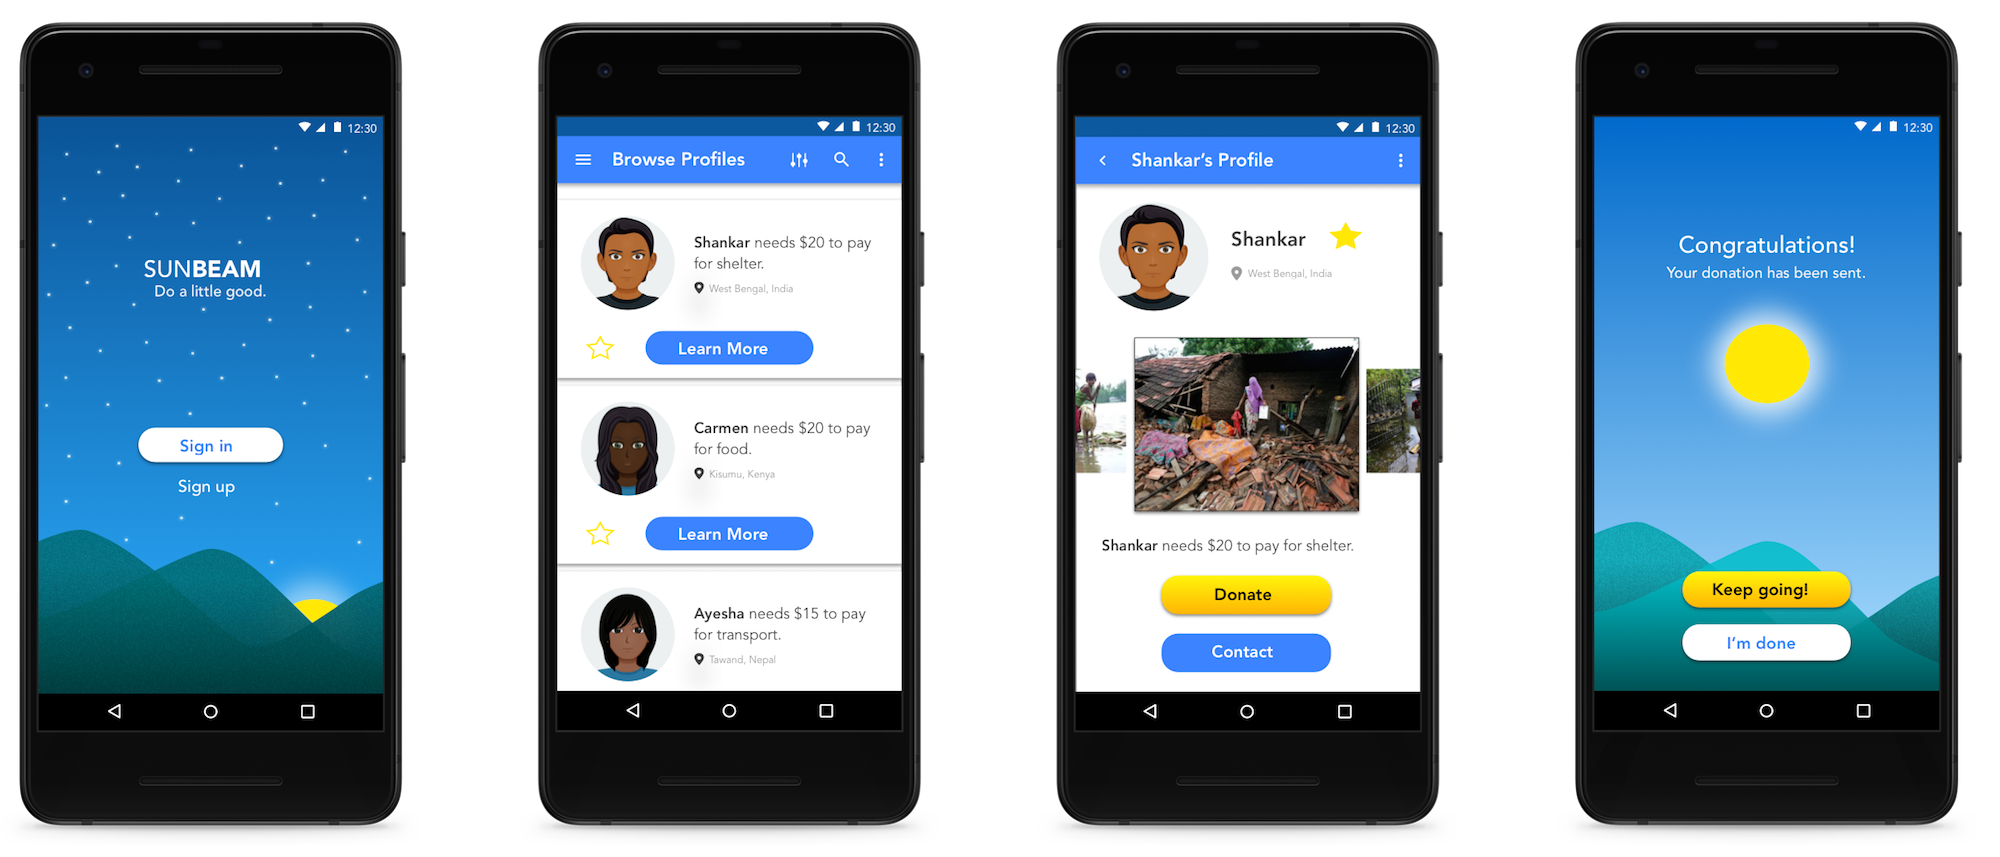 12:30
SUNBEAM
Do a little good.
Sign in
Sign up
12:30
Browse Profiles
Shankar needs $20 to pay
for shelter.
West Bengal, India
Learn More
Carmen needs $20 to pay
for food.
Kisumu, Kenya
Learn More
Ayesha needs $15 to pay
for transport.
Tawand, Nepal
12:30
Shankar’s Profile
Shankar
West Bengal, India
Shankar needs $20 to pay for shelter.
Donate
Contact
12:30
Congratulations!
Your donation has been sent.
Keep going!
I’m done